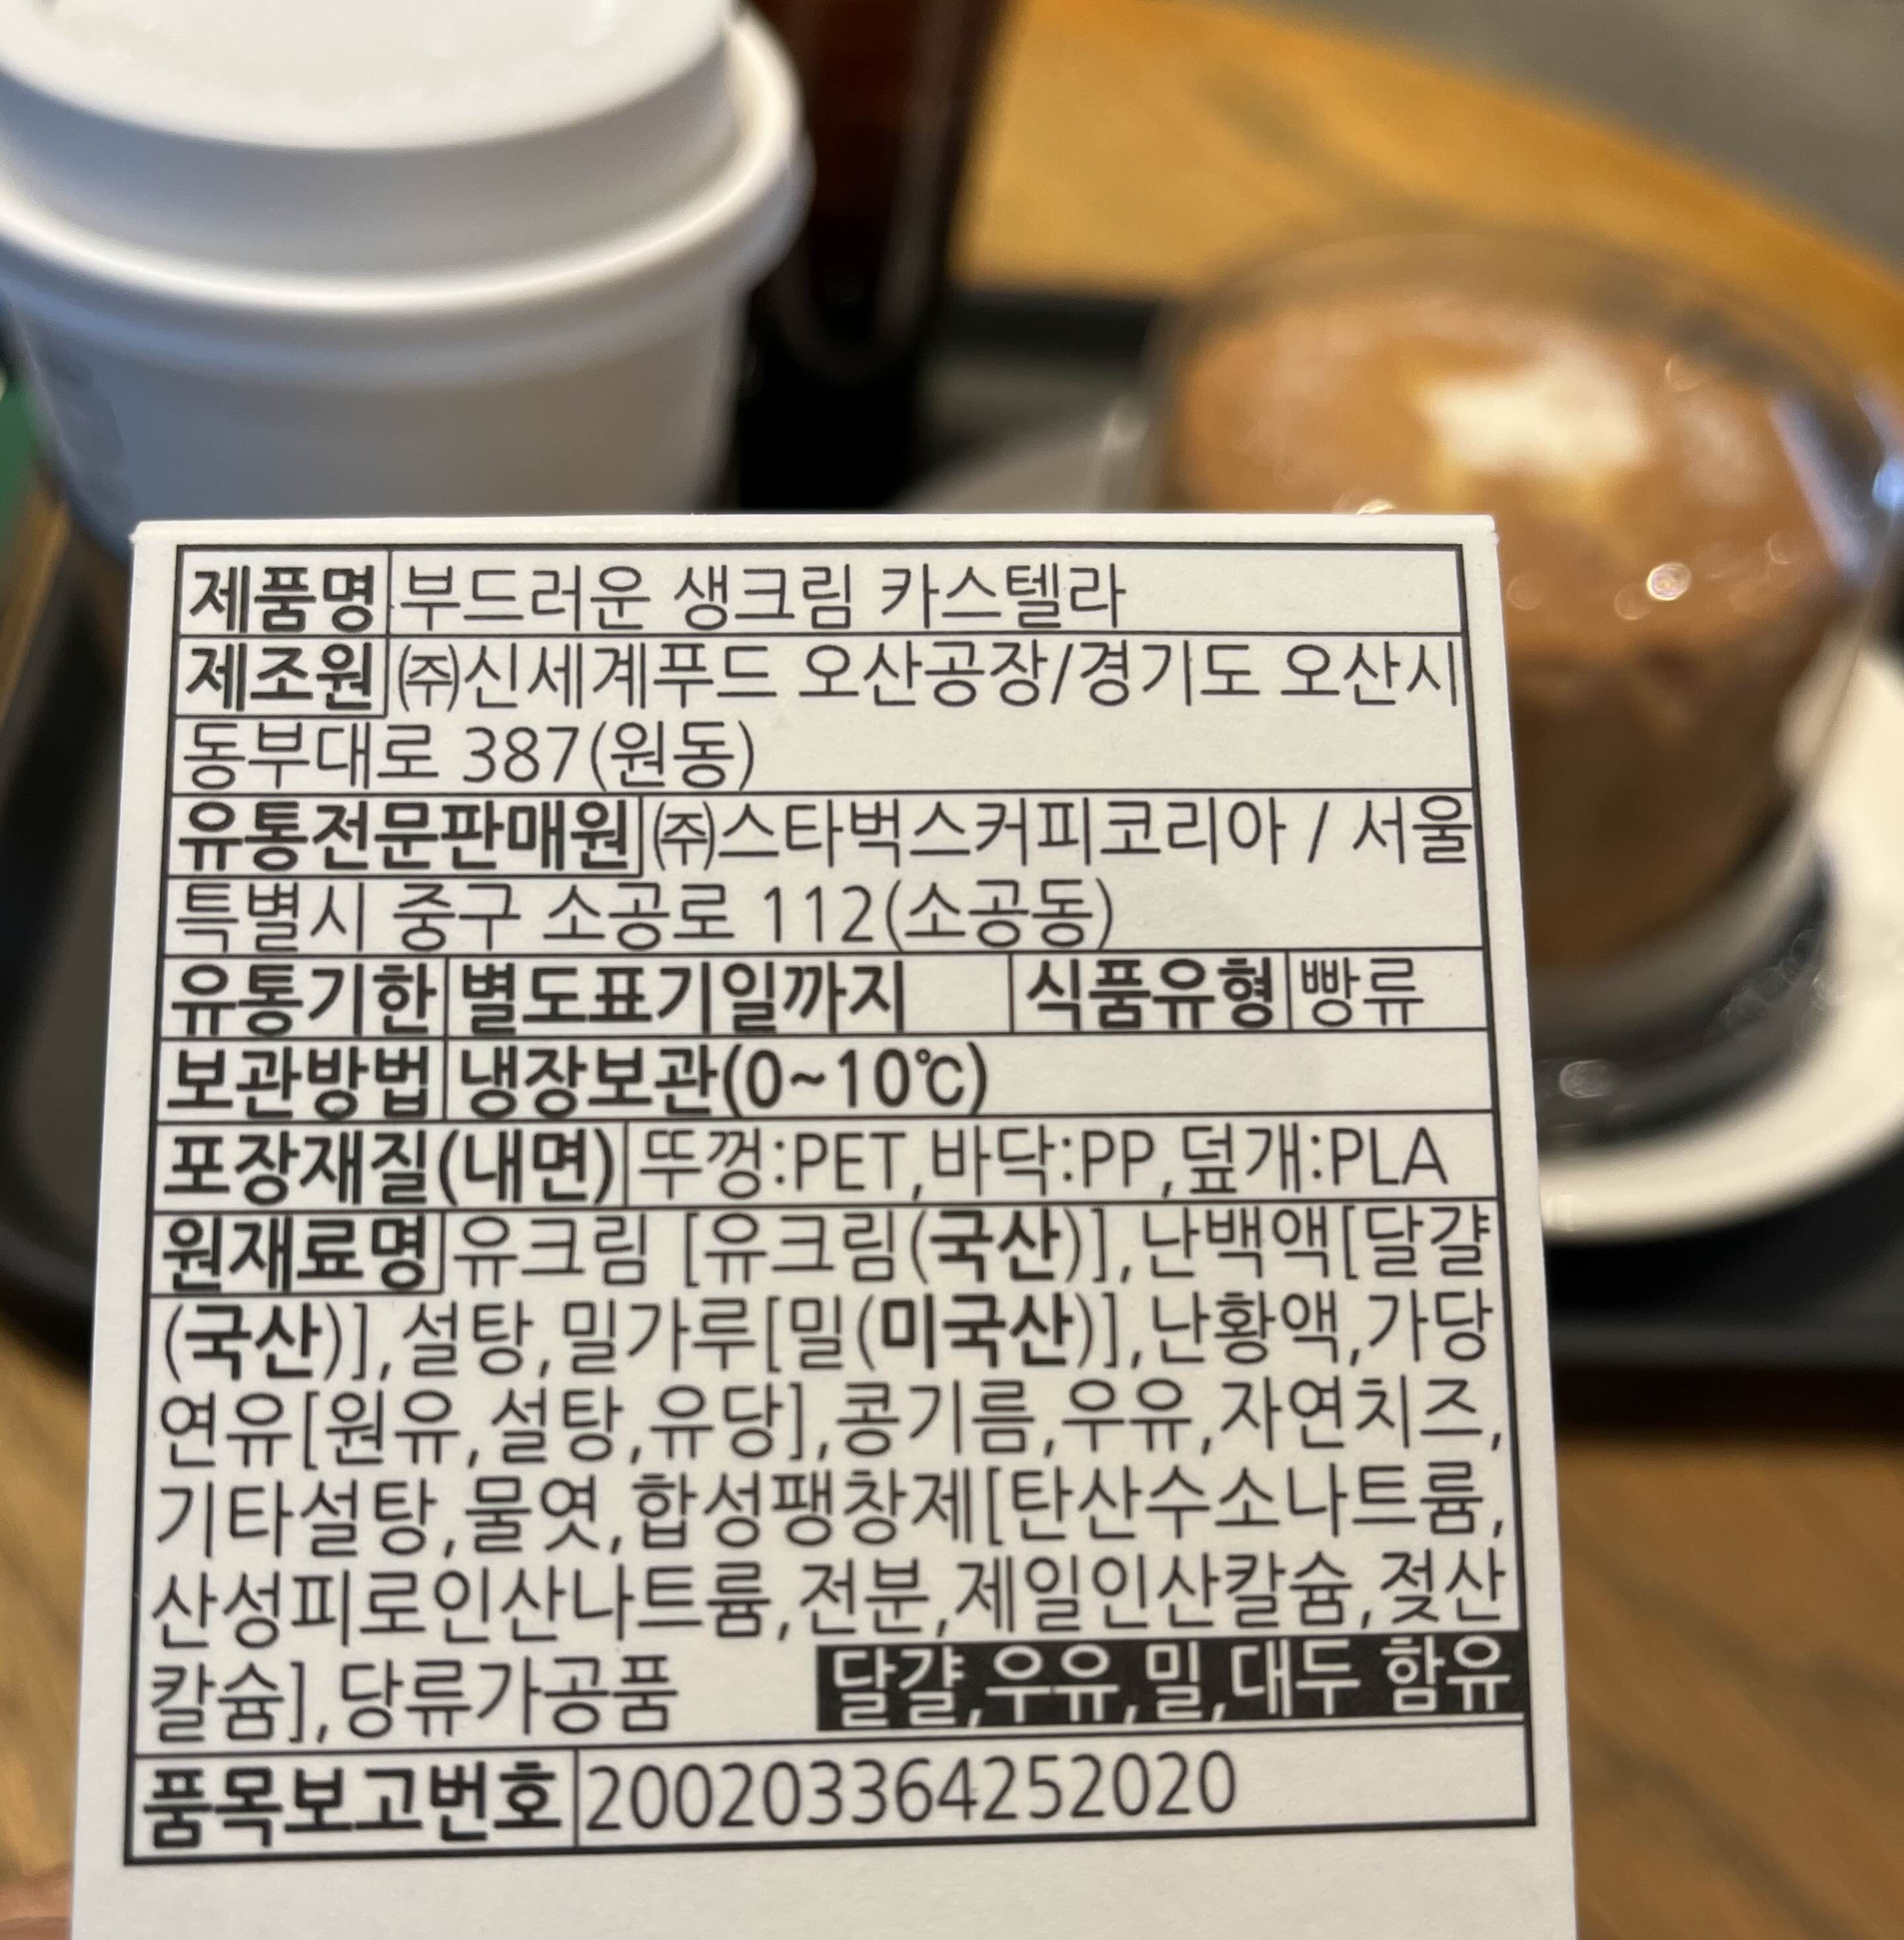 제품명 부드러운 생크림 카스텔라
제조원 ㈜신세계푸드 오산공장/경기도 오산시
동부대로 387(원동)
유통전문판매원 ㈜스타벅스커피코리아 / 서울
특별시 중구 소공로 112(소공동)
유통기한 별도표기일까지 식품유형 빵류
보관방법 냉장보관(0~10℃)
포장재질(내면) 뚜껑:PET,바닥:PP,덮개:PLA
원재료명 유크림 [유크림(국산)],난백액[달걀
(국산)],설탕,밀가루[밀(미국산)],난황액,가당
연유[원유,설탕,유당],콩기름,우유,자연치즈,
기타설탕,물엿,합성팽창제[탄산수소나트륨,
산성피로인산나트륨,전분,제일인산칼슘,젖산
칼슘],당류가공품 달걀,우유,밀,대두 함유
품목보고번호 200203364252020